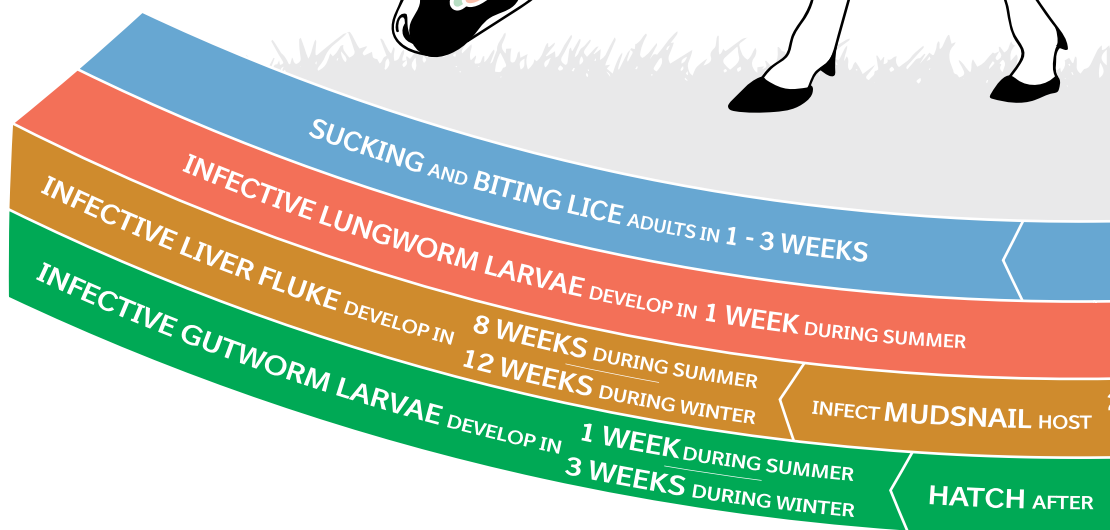 SUCKING AND BITING LICE ADULTS IN 1 - 3 WEEKS
INFECTIVE LUNGWORM LARVAE DEVELOP IN 1 WEEK DURING SUMMER
INFECTIVE LIVER FLUKE DEVELOP IN
8 WEEKS DURING SUMMER
12 WEEKS DURING WINTER
INFECT MUDSNAIL HOST
INFECTIVE GUTWORM LARVAE DEVELOP IN
1 WEEK DURING SUMMER
3 WEEKS DURING WINTER
HATCH AFTER